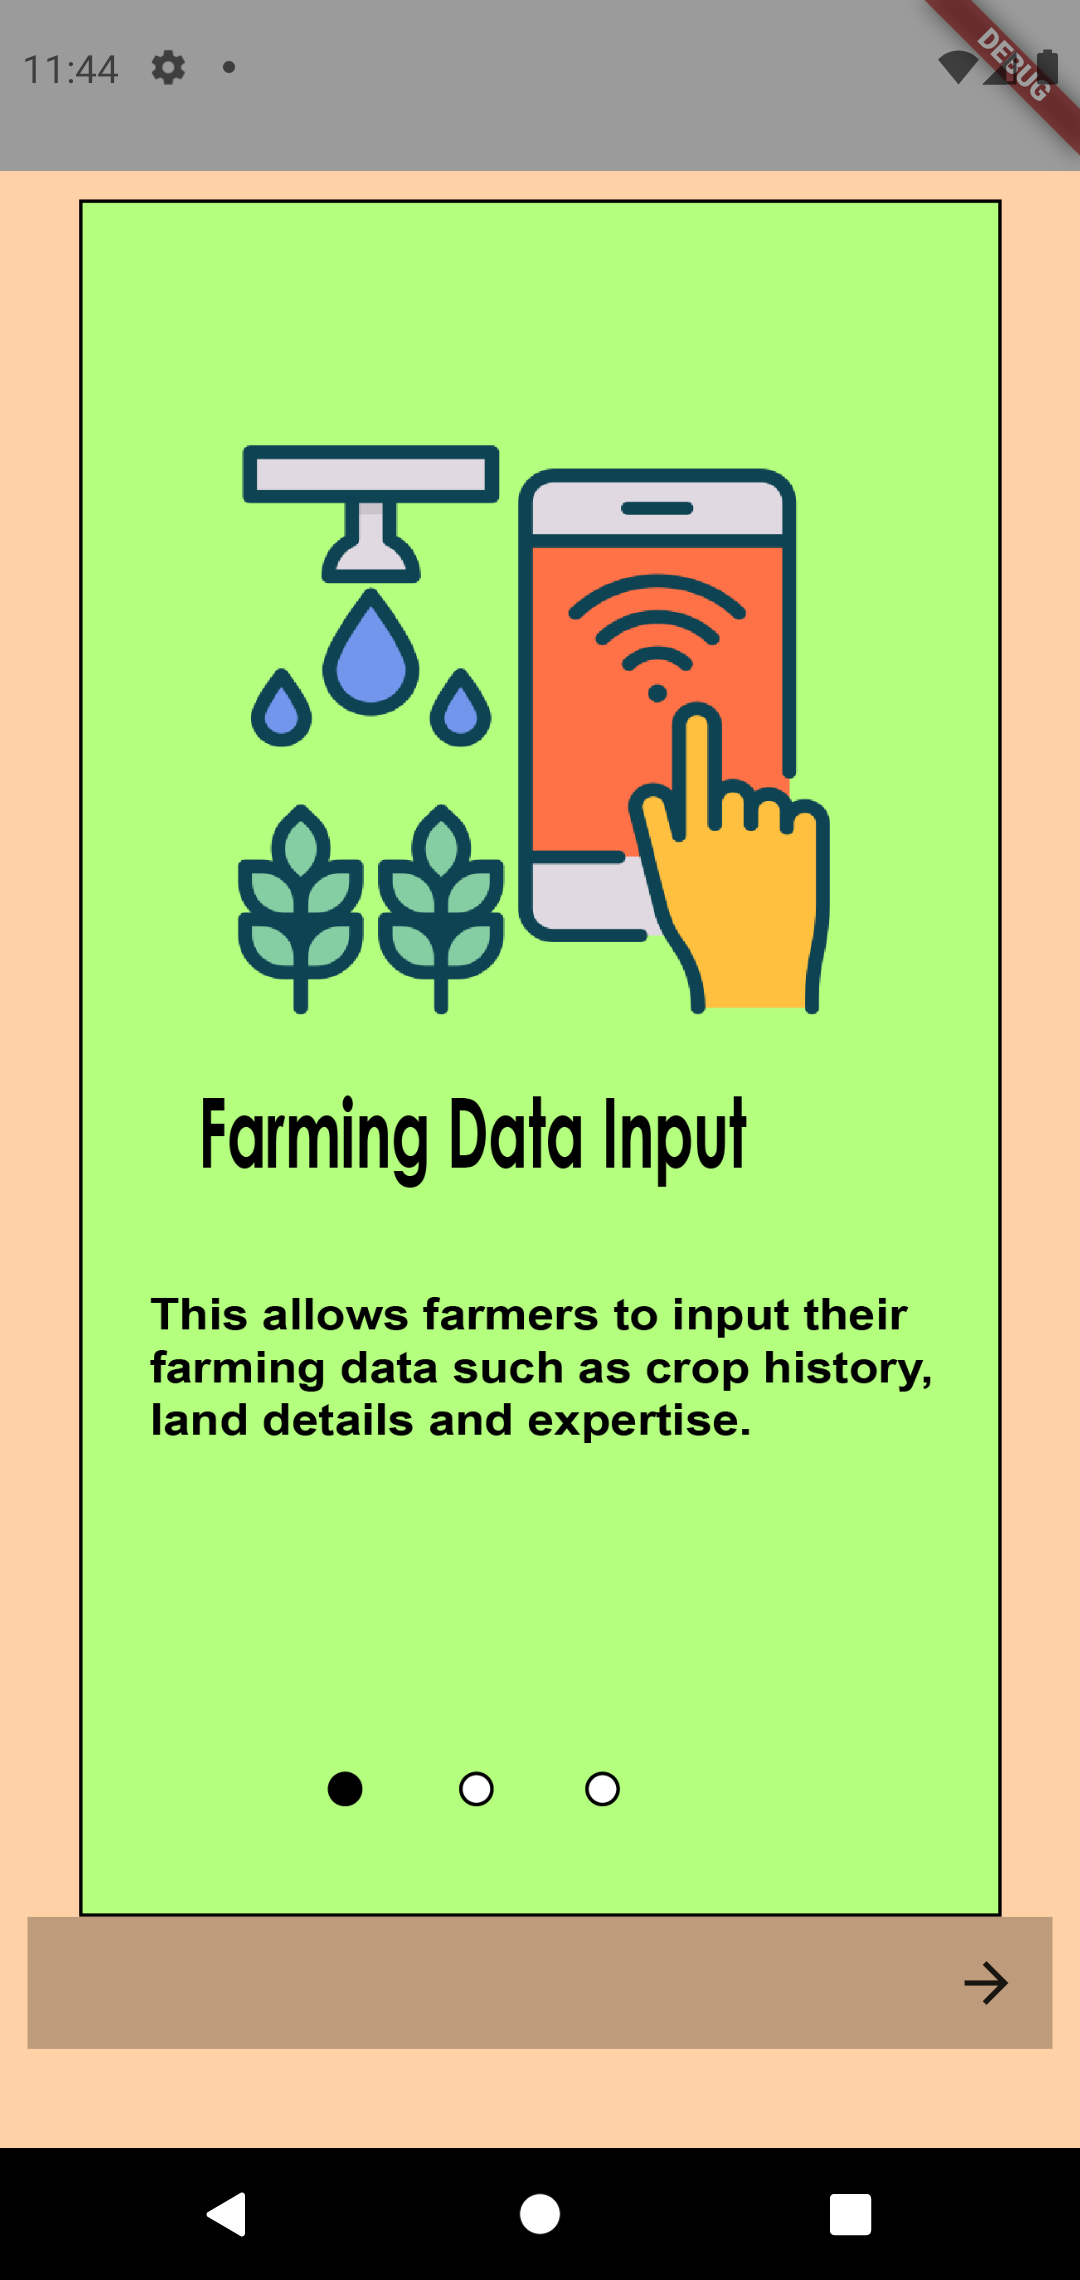 11:44
DEBUG
Farming Data Input
This allows farmers to input their
farming data such as crop history,
land details and expertise.